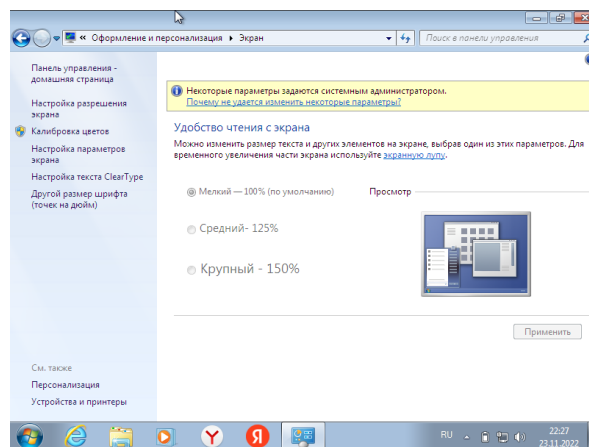 « Оформление и персонализация ▸ Экран
Поиск в панели управления
Панель управления -
домашняя страница
Настройка разрешения
экрана
Калибровка цветов
Настройка параметров
экрана
Настройка текста ClearType
Другой размер шрифта
(точек на дюйм)
См. также
Персонализация
Устройства и принтеры
Некоторые параметры задаются системным администратором.
Почему не удается изменить некоторые параметры?
Удобство чтения с экрана
Можно изменить размер текста и других элементов на экране, выбрав один из этих параметров. Для
временного увеличения части экрана используйте экранную лупу.
Мелкий — 100% (по умолчанию)
Просмотр
Средний- 125%
Крупный - 150%
Применить
Y
Я
RU
22:27
23.11.2022